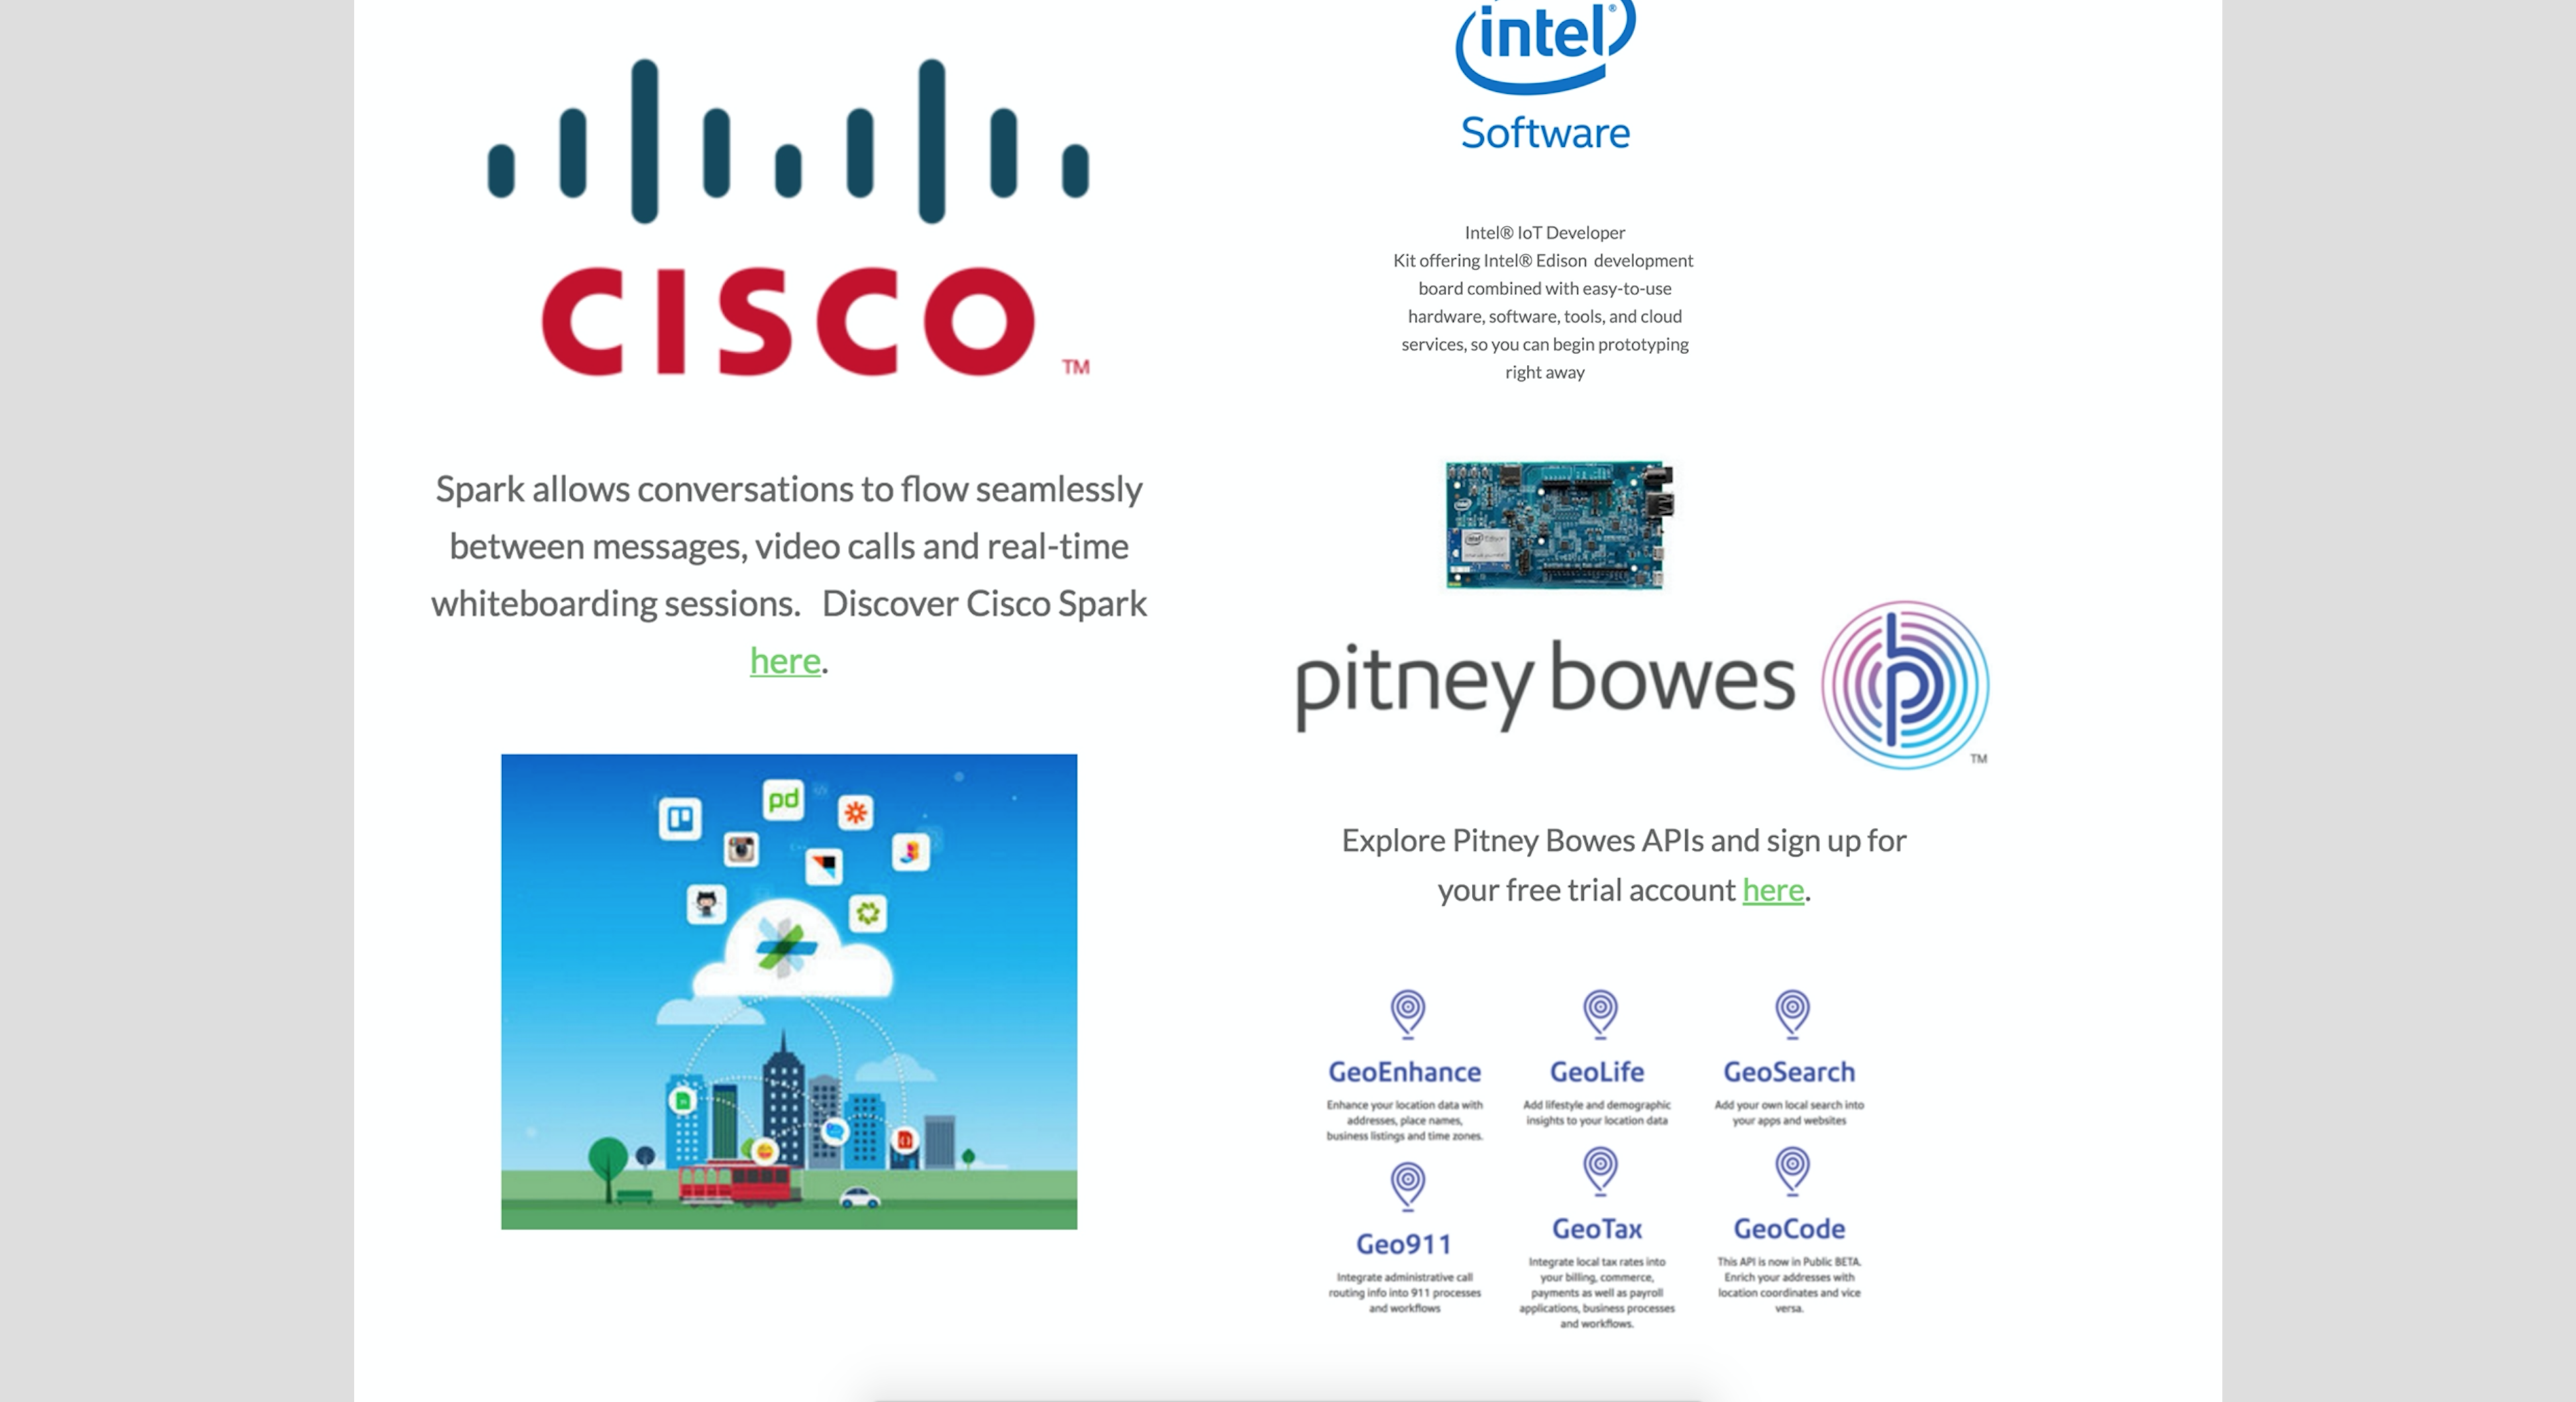 CISCO
TM
Spark allows conversations to flow seamlessly
between messages, video calls and real-time
whiteboarding sessions.   Discover Cisco Spark
here.
pd
intel®
Software
Intel® IoT Developer
Kit offering Intel® Edison  development
board combined with easy-to-use
hardware, software, tools, and cloud
services, so you can begin prototyping
right away
pitney bowes
TM
Explore Pitney Bowes APIs and sign up for
your free trial account here.
GeoEnhance
Enhance your location data with
addresses, place names,
business listings and time zones.
GeoLife
Add lifestyle and demographic
insights to your location data
GeoSearch
Add your own local search into
your apps and websites
Geo911
Integrate administrative call
routing info into 911 processes
and workflows
GeoTax
Integrate local tax rates into
your billing, commerce,
payments as well as payroll
applications, business processes
and workflows.
GeoCode
This API is now in Public BETA.
Enrich your addresses with
location coordinates and vice
versa.